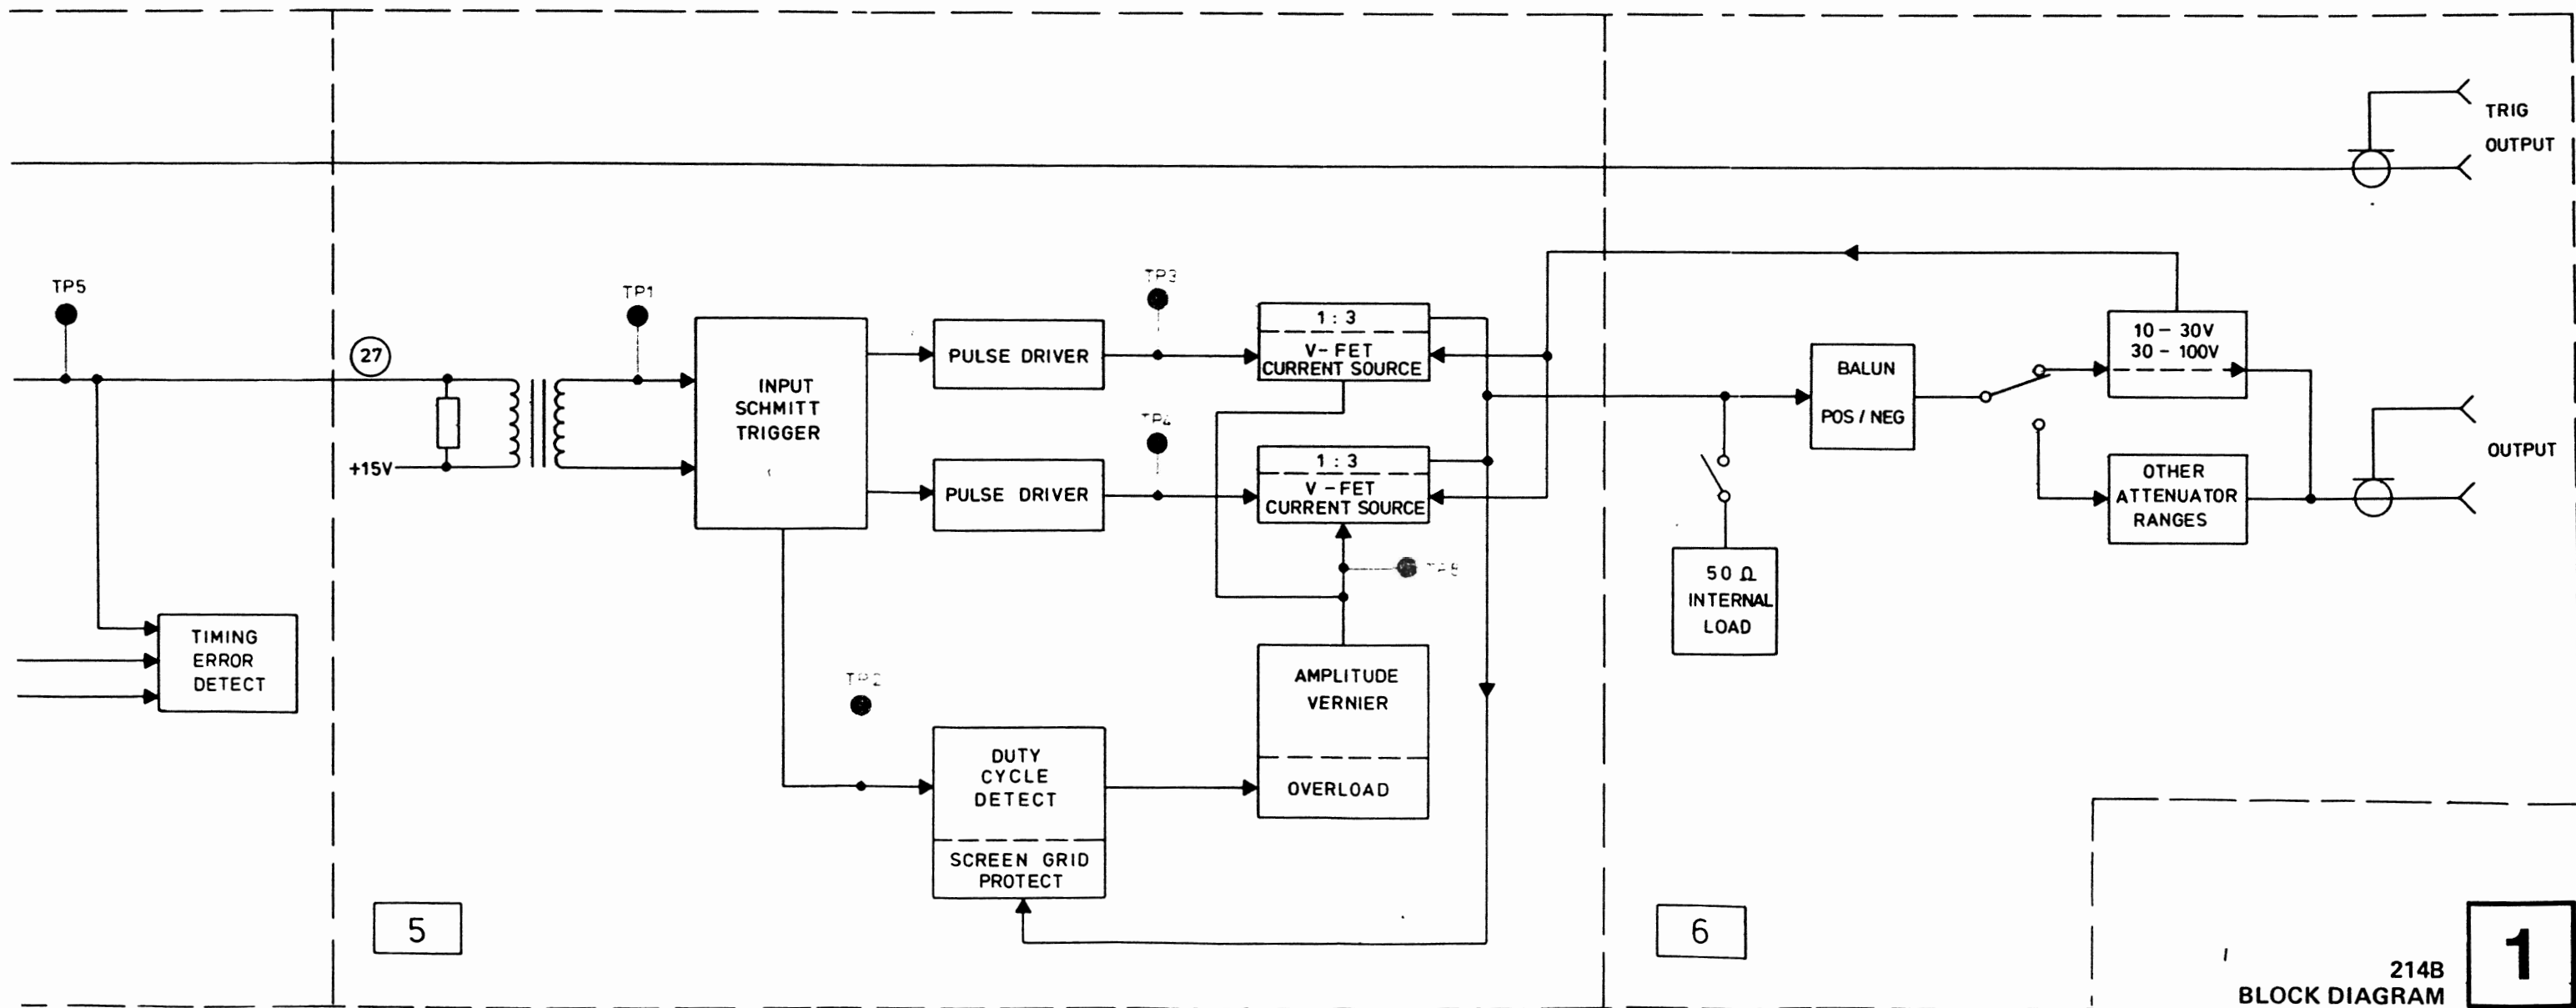 TRIG
OUTPUT
TP5
27
TP1
TP3
1 : 3
V-FET
CURRENT SOURCE
10 – 30V
30 – 100V
PULSE DRIVER
INPUT
SCHMITT
TRIGGER
BALUN
POS / NEG
+15V
TP4
1 : 3
V-FET
CURRENT SOURCE
PULSE DRIVER
OUTPUT
OTHER
ATTENUATOR
RANGES
50 Ω
INTERNAL
LOAD
TIMING
ERROR
DETECT
TP2
AMPLITUDE
VERNIER
OVERLOAD
DUTY
CYCLE
DETECT
SCREEN GRID
PROTECT
5
6
214B
BLOCK DIAGRAM
1